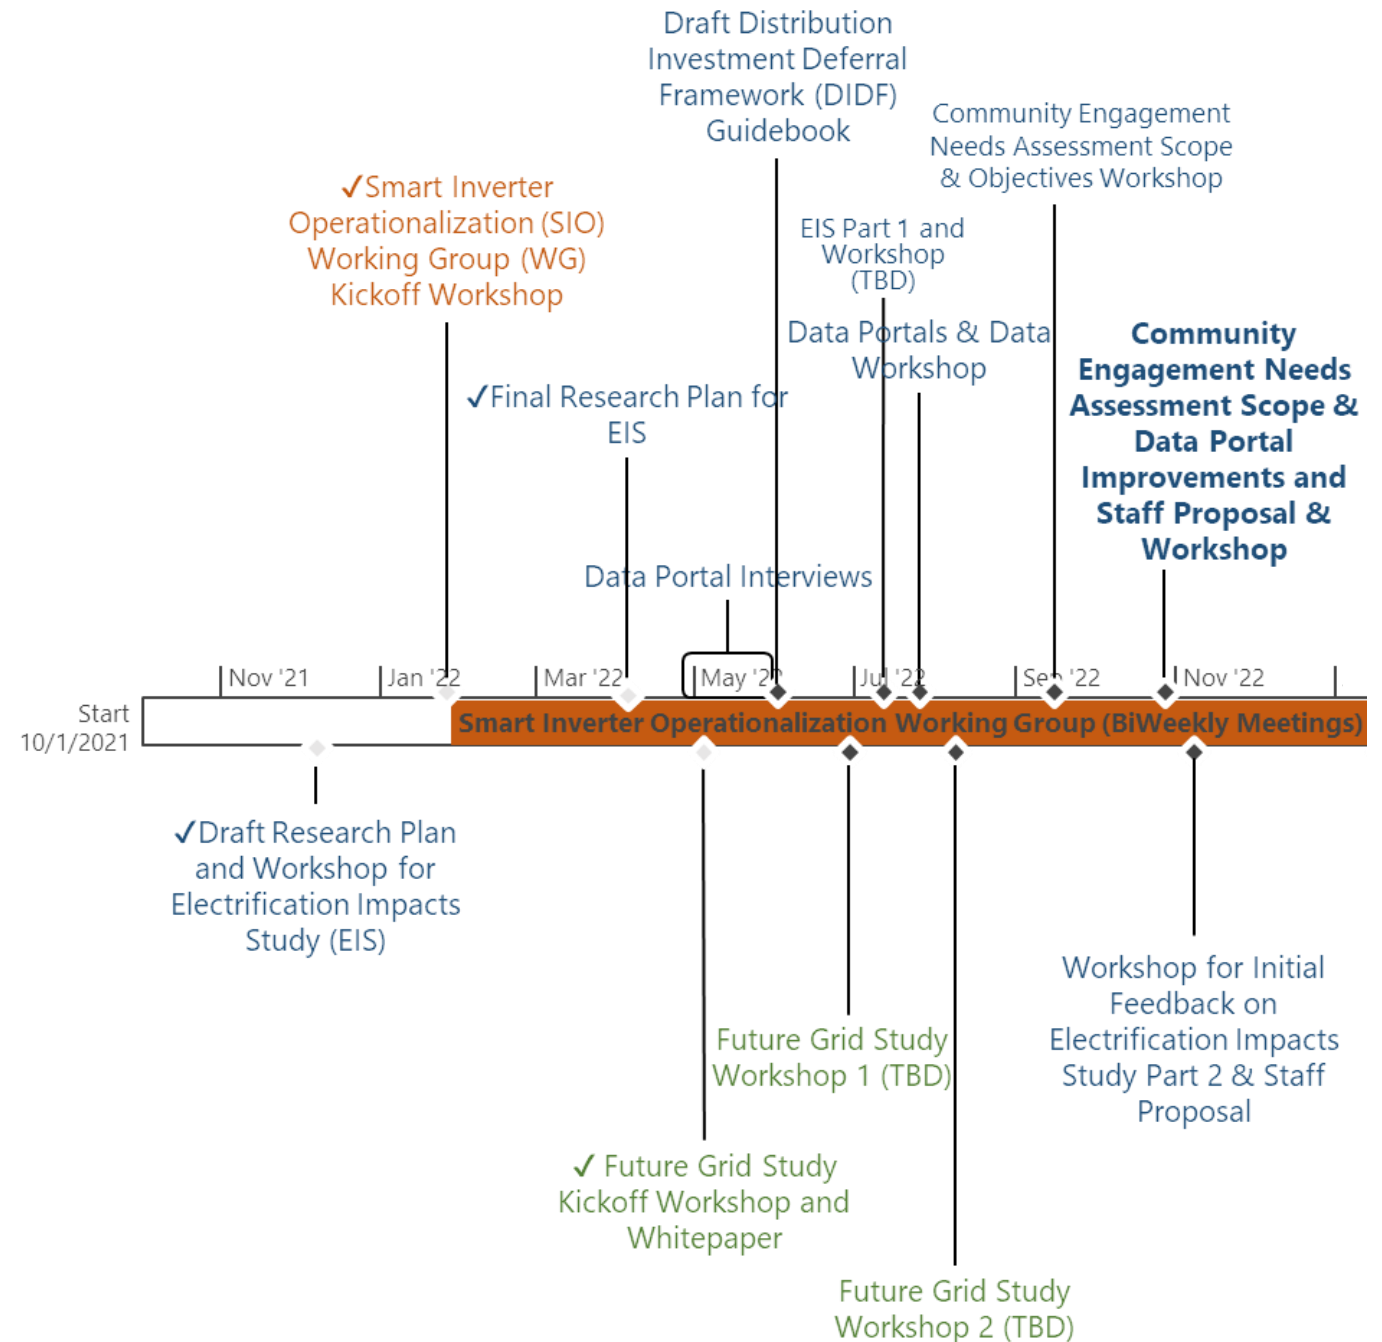 Draft Distribution
Investment Deferral
Framework (DIDF)
Guidebook
Community Engagement
Needs Assessment Scope
& Objectives Workshop
✓Smart Inverter
Operationalization (SIO)
Working Group (WG)
Kickoff Workshop
EIS Part 1 and
Workshop
(TBD)
Data Portals & Data
Workshop
Community
Engagement Needs
Assessment Scope &
Data Portal
Improvements and
Staff Proposal &
Workshop
✓Final Research Plan for
EIS
Data Portal Interviews
Nov '21
Jan '22
Mar '22
May '22
Jul '22
Sep '22
Nov '22
Start
10/1/2021
Smart Inverter Operationalization Working Group (BiWeekly Meetings)
✓Draft Research Plan
and Workshop for
Electrification Impacts
Study (EIS)
Workshop for Initial
Feedback on
Electrification Impacts
Study Part 2 & Staff
Proposal
Future Grid Study
Workshop 1 (TBD)
✓ Future Grid Study
Kickoff Workshop and
Whitepaper
Future Grid Study
Workshop 2 (TBD)